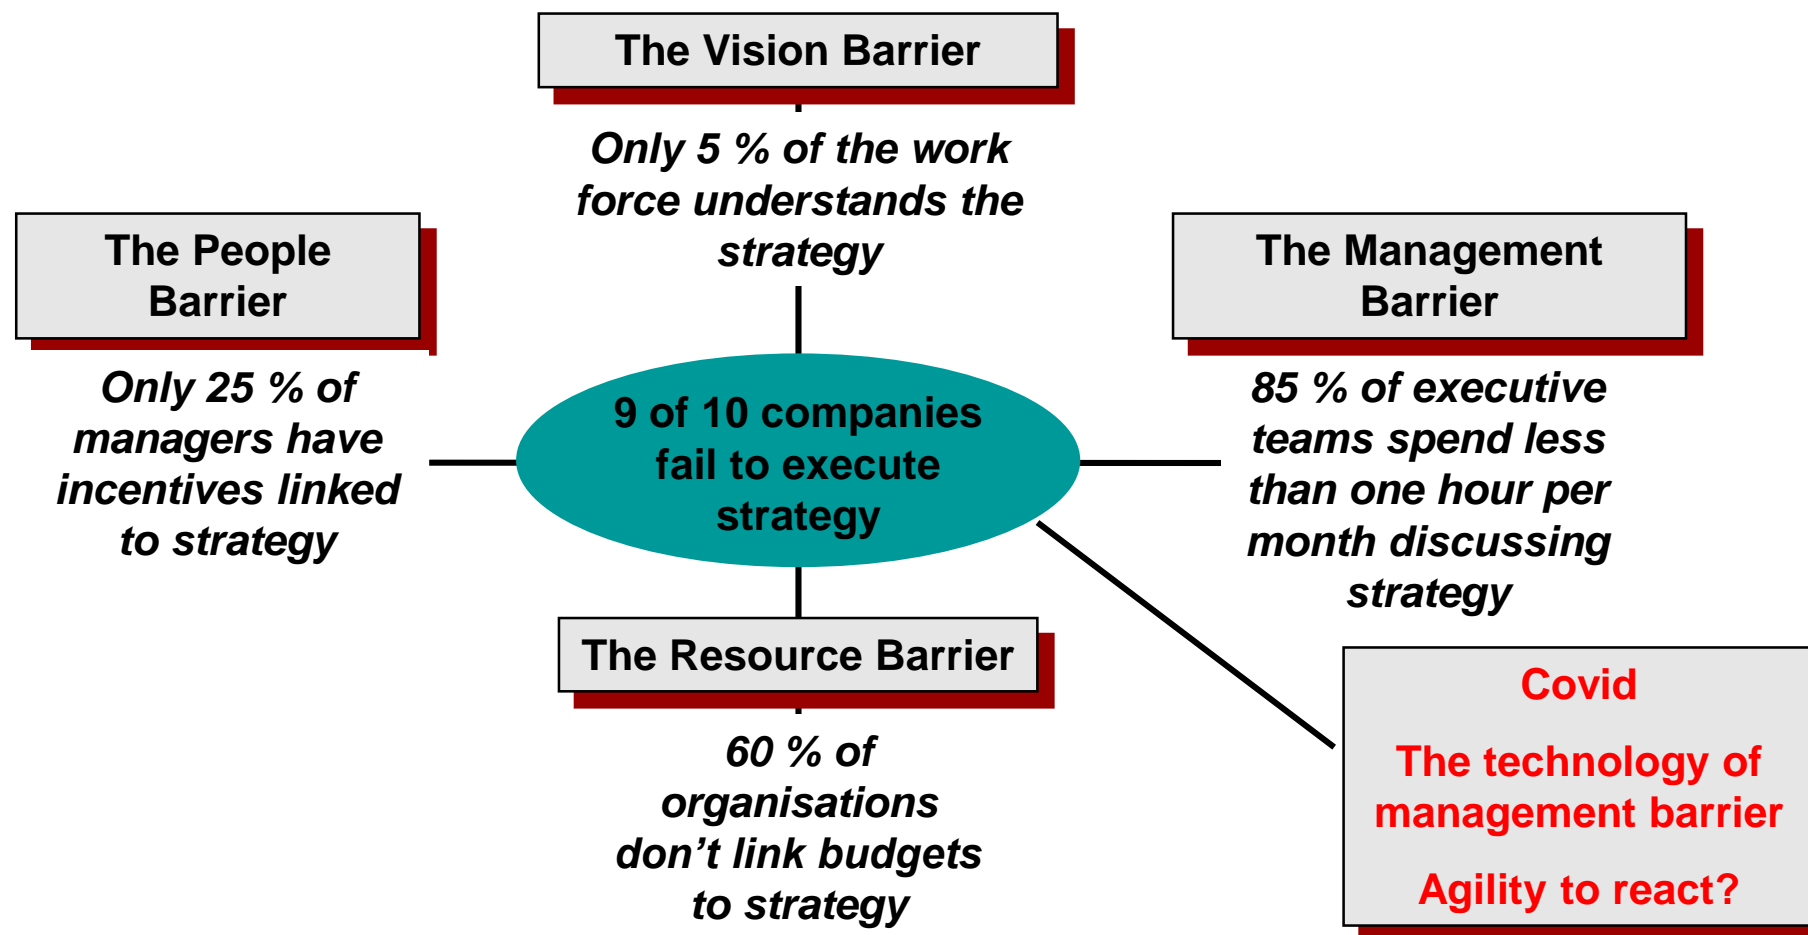 The Vision Barrier
Only 5 % of the work
force understands the
strategy
The People
Barrier
Only 25 % of
managers have
incentives linked
to strategy
9 of 10 companies
fail to execute
strategy
The Management
Barrier
85 % of executive
teams spend less
than one hour per
month discussing
strategy
The Resource Barrier
60 % of
organisations
don’t link budgets
to strategy
Covid
The technology of
management barrier
Agility to react?